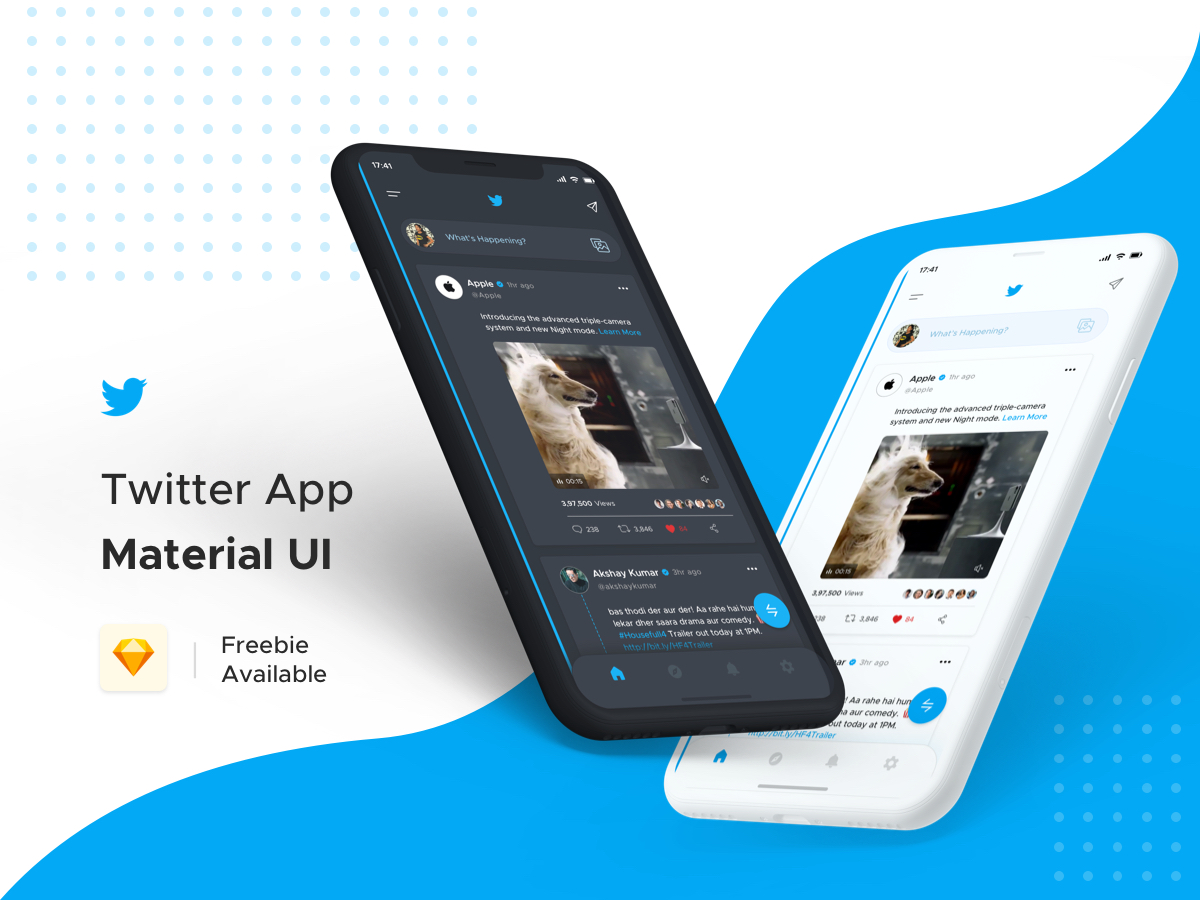 Twitter App
Material UI
Freebie
Available
17:41
What's Happening?
Apple 1hr ago
@Apple
Introducing the advanced triple-camera
system and new Night mode. Learn More
00:15
3,97,500 Views
238 3,846 84
Akshay Kumar 3hr ago
@akshaykumar
bas thodi der aur der! Aa rahe hai hum
lekar dher saara drama aur comedy.
#Housefull4 Trailer out today at 1PM.
http://bit.ly/HF4Trailer
17:41
What's Happening?
Apple 1hr ago
@Apple
Introducing the advanced triple-camera
system and new Night mode. Learn More
00:15
3,97,500 Views
238 3,846 84
mar 3hr ago
! Aa rahe hai hum
ama aur comedy.
out today at 1PM.
http://bit.ly/HF4Trailer